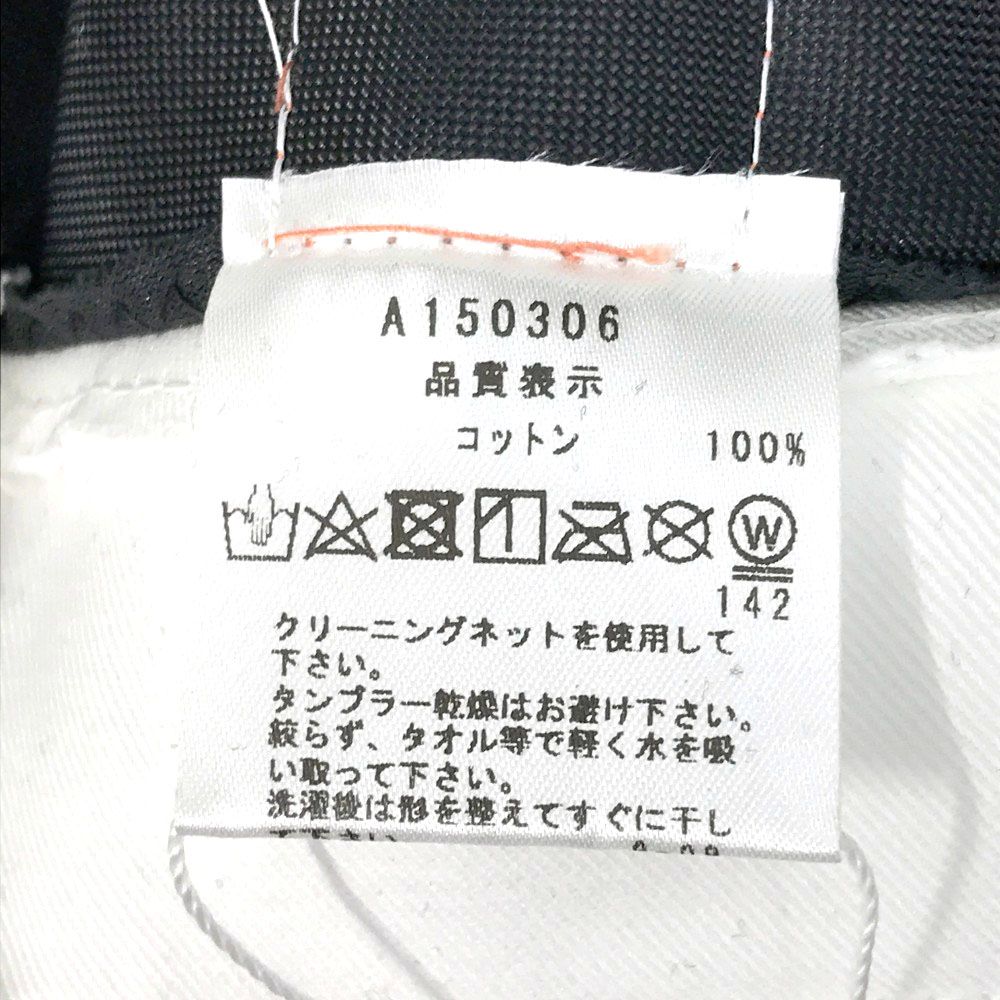 A150306
品質表示
コットン 100%
W
142
クリーニングネットを使用して
下さい。
タンブラー乾燥はお避け下さい。
絞らず、タオル等で軽く水を吸
い取って下さい。
洗濯後は形を整えてすぐに干し
て下さい。